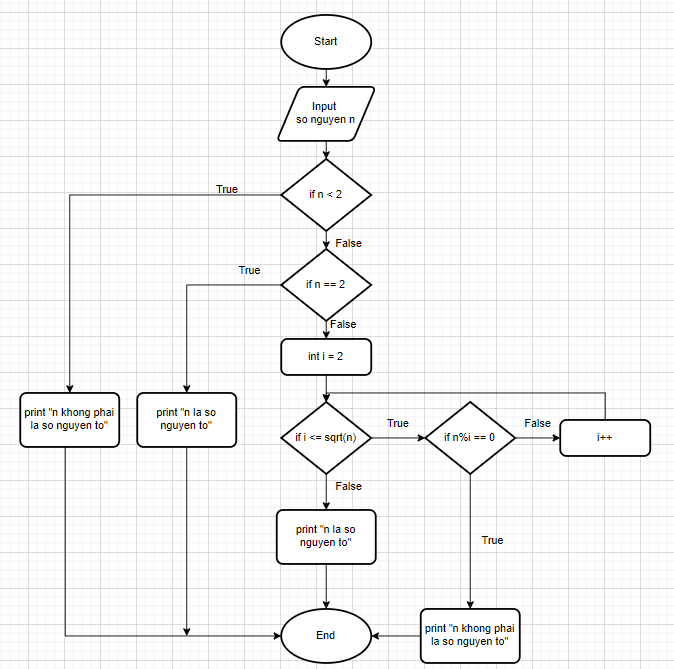 Start
Input
so nguyen n
if n < 2
True
False
if n == 2
True
False
int i = 2
print "n khong phai
la so nguyen to"
print "n la so
nguyen to"
if i <= sqrt(n)
True
if n%i == 0
False
i++
False
print "n la so
nguyen to"
True
End
print "n khong phai
la so nguyen to"